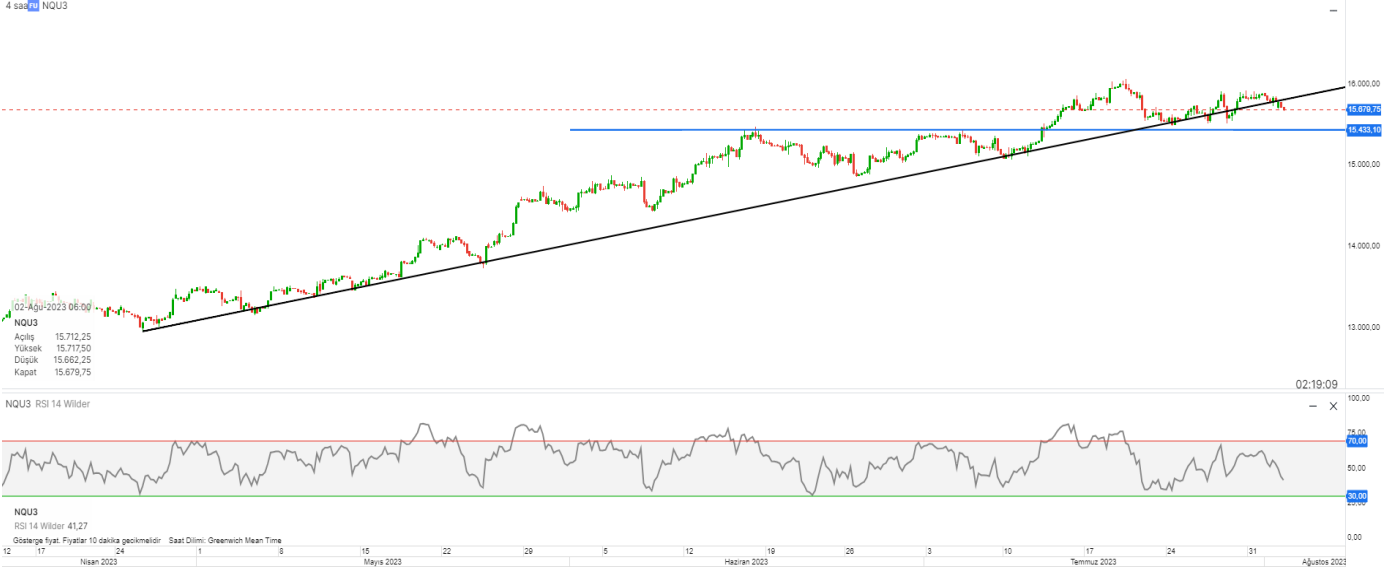 4 saa FU NQU3
16.000,00
15.679,75
15.433,10
15.000,00
14.000,00
13.000,00
02-Ağu-2023 06:00
NQU3
Açılış 15.712,25
Yüksek 15.717,50
Düşük 15.662,25
Kapat 15.679,75
02:19:09
NQU3 RSI 14 Wilder
100,00
75,00
70,00
50,00
30,00
25,00
0,00
NQU3
RSI 14 Wilder 41,27
Gösterge fiyat. Fiyatlar 10 dakika gecikmelidir Saat Dilimi: Greenwich Mean Time
12 17 24 1 8 15 22 29 5 12 19 26 3 10 17 24 31
Nisan 2023 Mayıs 2023 Haziran 2023 Temmuz 2023 Ağustos 2023